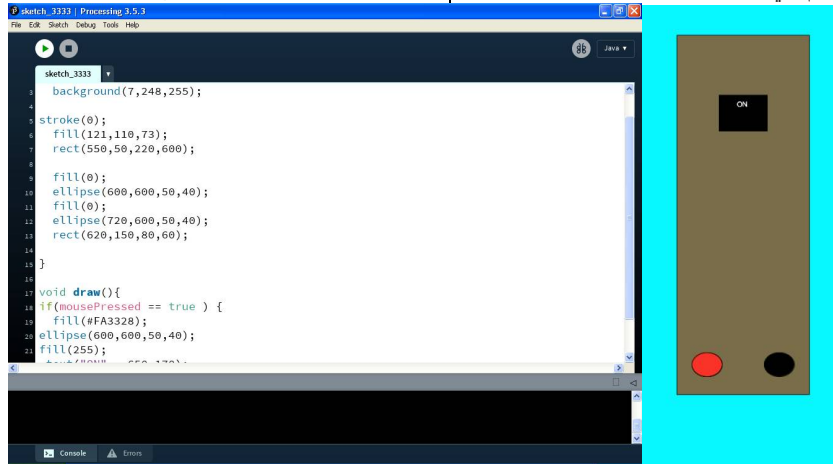 sketch_3333 | Processing 3.5.3
File Edit Sketch Debug Tools Help
Java ▾
sketch_3333 ▾
3 background(7,248,255);
4
5 stroke(0);
6 fill(121,110,73);
7 rect(550,50,220,600);
8
9 fill(0);
10 ellipse(600,600,50,40);
11 fill(0);
12 ellipse(720,600,50,40);
13 rect(620,150,80,60);
14
15 }
16
17 void draw(){
18 if(mousePressed == true ) {
19 fill(#FA3328);
20 ellipse(600,600,50,40);
21 fill(255);
Console Errors
ON